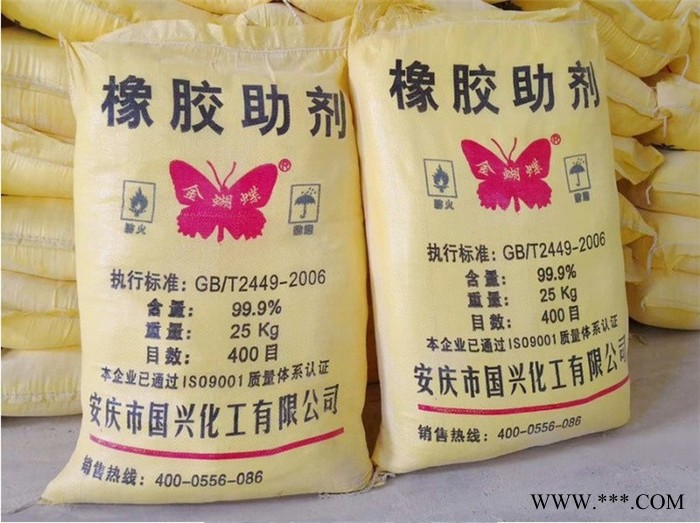 橡胶助剂
®
金蝴蝶
防火
执行标准：GB/T2449-2006
含量： 99.9%
重量： 25 Kg
目数： 400目
本企业已通过ISO9001质量体系认证
安庆市国兴化工有限公司
销售热线：400-0556-086
橡胶助剂
®
金蝴蝶
防火
执行标准：GB/T2449-2006
含量： 99.9%
重量： 25 Kg
目数： 400目
本企业已通过ISO9001质量体系认证
安庆市国兴化工有限公司
销售热线：400-0556-086
WWW.***.COM